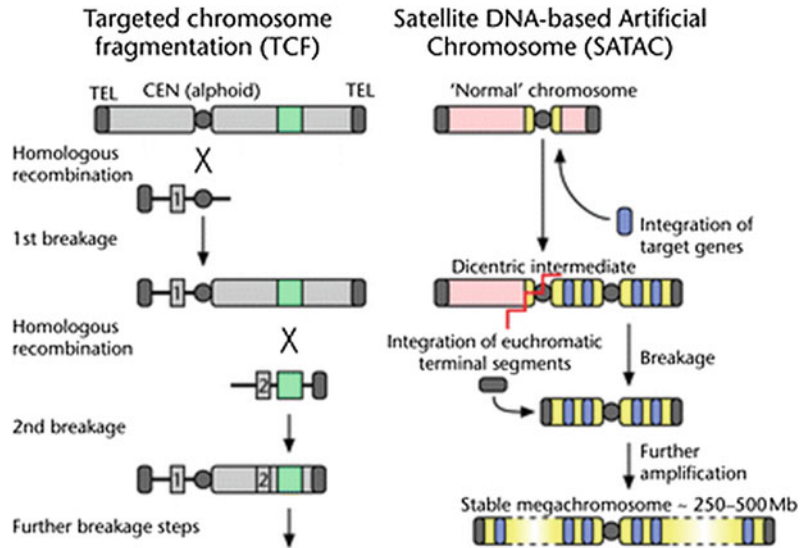 Targeted chromosome
fragmentation (TCF)
TEL
CEN (alphoid)
TEL
Homologous
recombination
1
1st breakage
1
Homologous
recombination
2
2nd breakage
1
2
Further breakage steps
Satellite DNA-based Artificial
Chromosome (SATAC)
'Normal' chromosome
Integration of
target genes
Dicentric intermediate
Integration of euchromatic
terminal segments
Breakage
Further
amplification
Stable megachromosome ~ 250–500 Mb